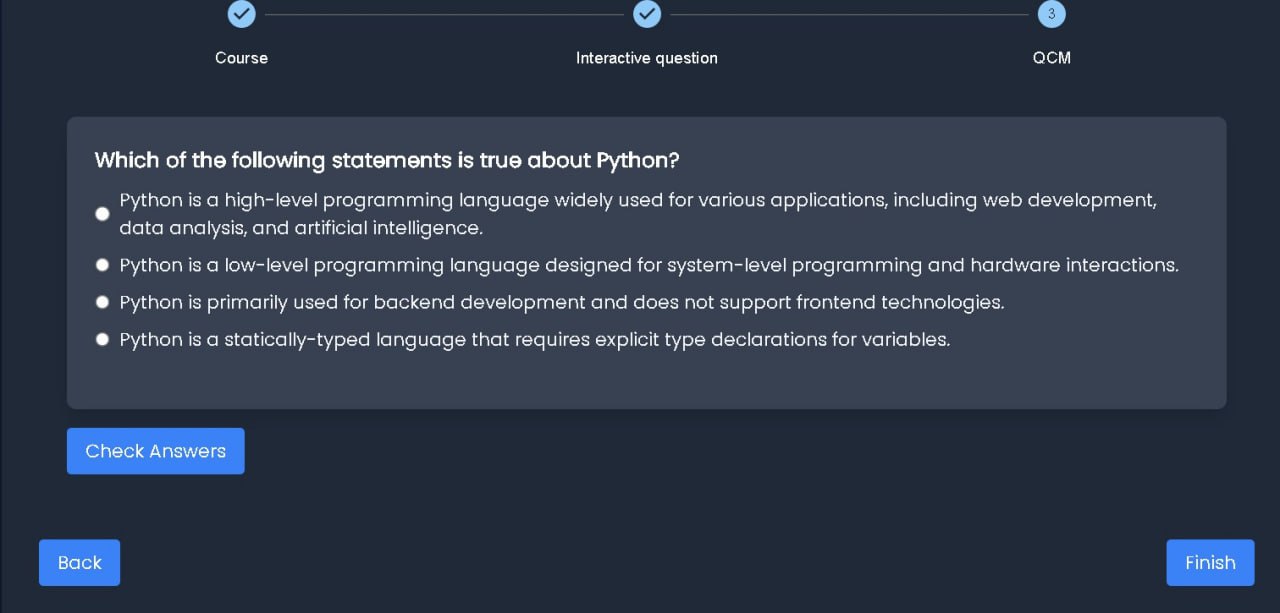 3
Course
Interactive question
QCM
Which of the following statements is true about Python?
Python is a high-level programming language widely used for various applications, including web development,
data analysis, and artificial intelligence.
Python is a low-level programming language designed for system-level programming and hardware interactions.
Python is primarily used for backend development and does not support frontend technologies.
Python is a statically-typed language that requires explicit type declarations for variables.
Check Answers
Back
Finish